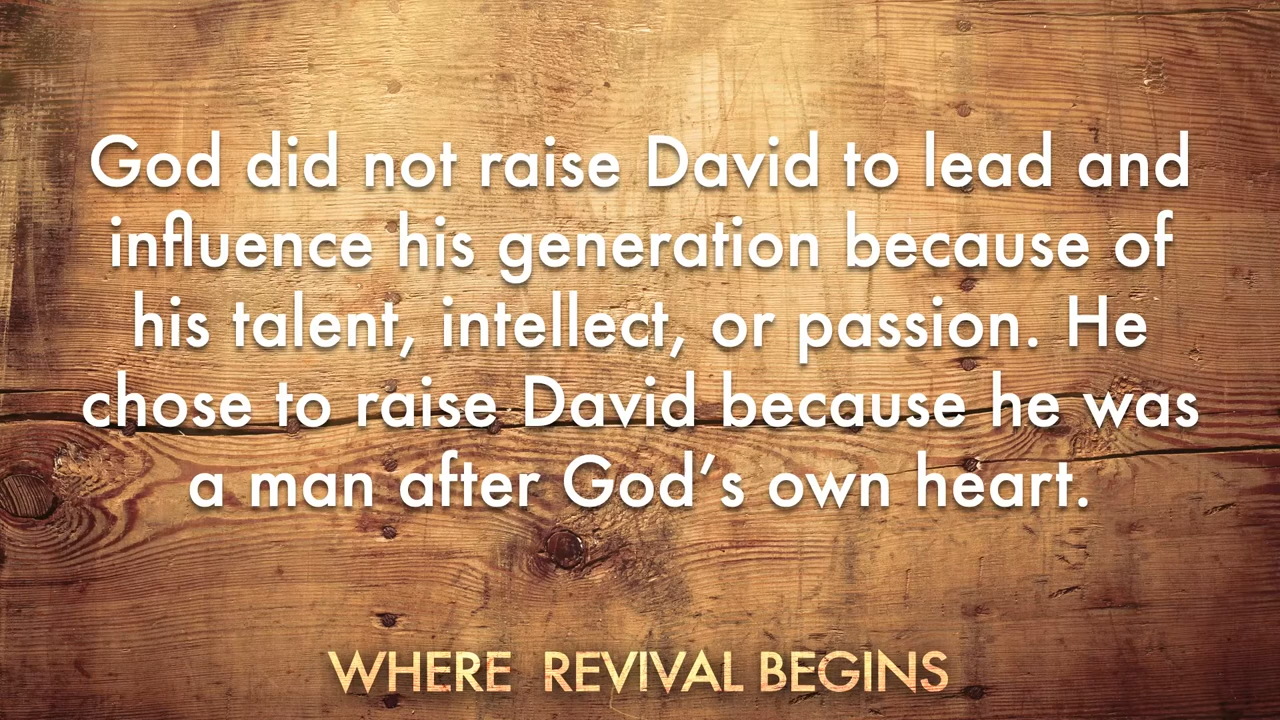 God did not raise David to lead and
influence his generation because of
his talent, intellect, or passion. He
chose to raise David because he was
a man after God’s own heart.
WHERE REVIVAL BEGINS